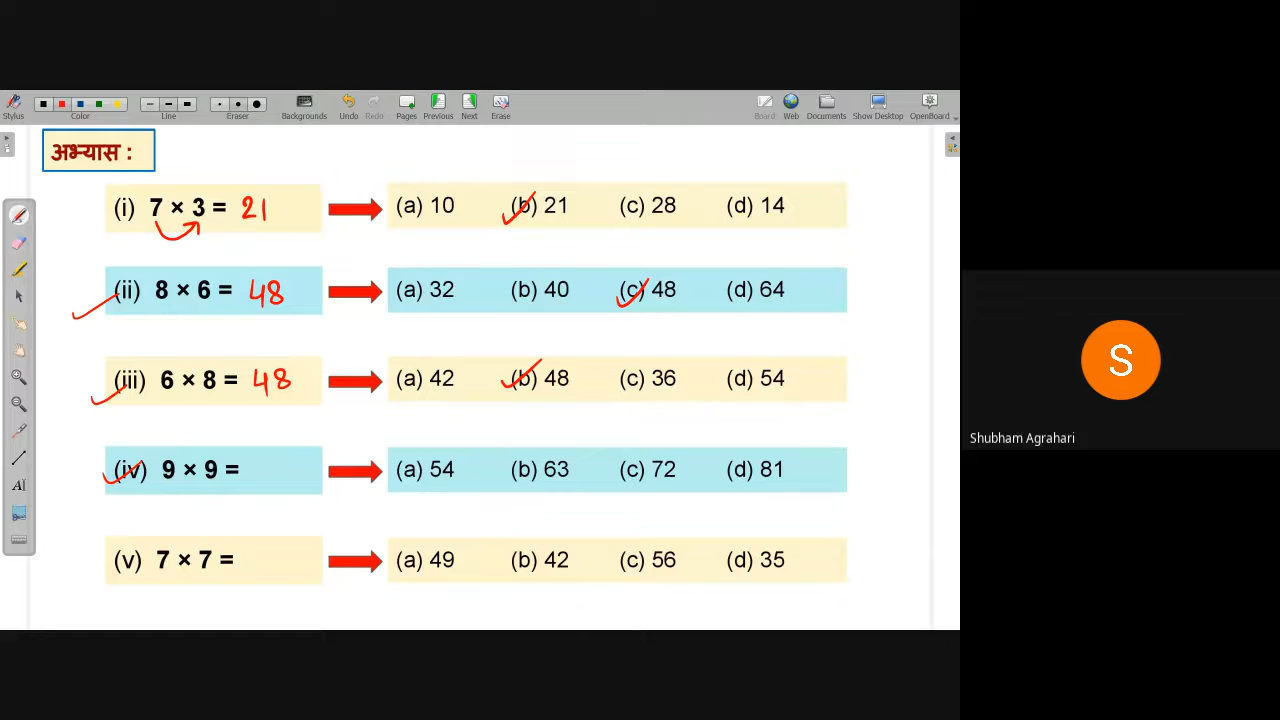 Stylus Color Line Eraser Backgrounds Undo Redo Pages Previous Next Erase Board Web Documents Show Desktop OpenBoard
अभ्यास :
(i) 7 × 3 = 21 (a) 10 (b) 21 (c) 28 (d) 14
(ii) 8 × 6 = 48 (a) 32 (b) 40 (c) 48 (d) 64
(iii) 6 × 8 = 48 (a) 42 (b) 48 (c) 36 (d) 54
(iv) 9 × 9 = (a) 54 (b) 63 (c) 72 (d) 81
(v) 7 × 7 = (a) 49 (b) 42 (c) 56 (d) 35
S
Shubham Agrahari